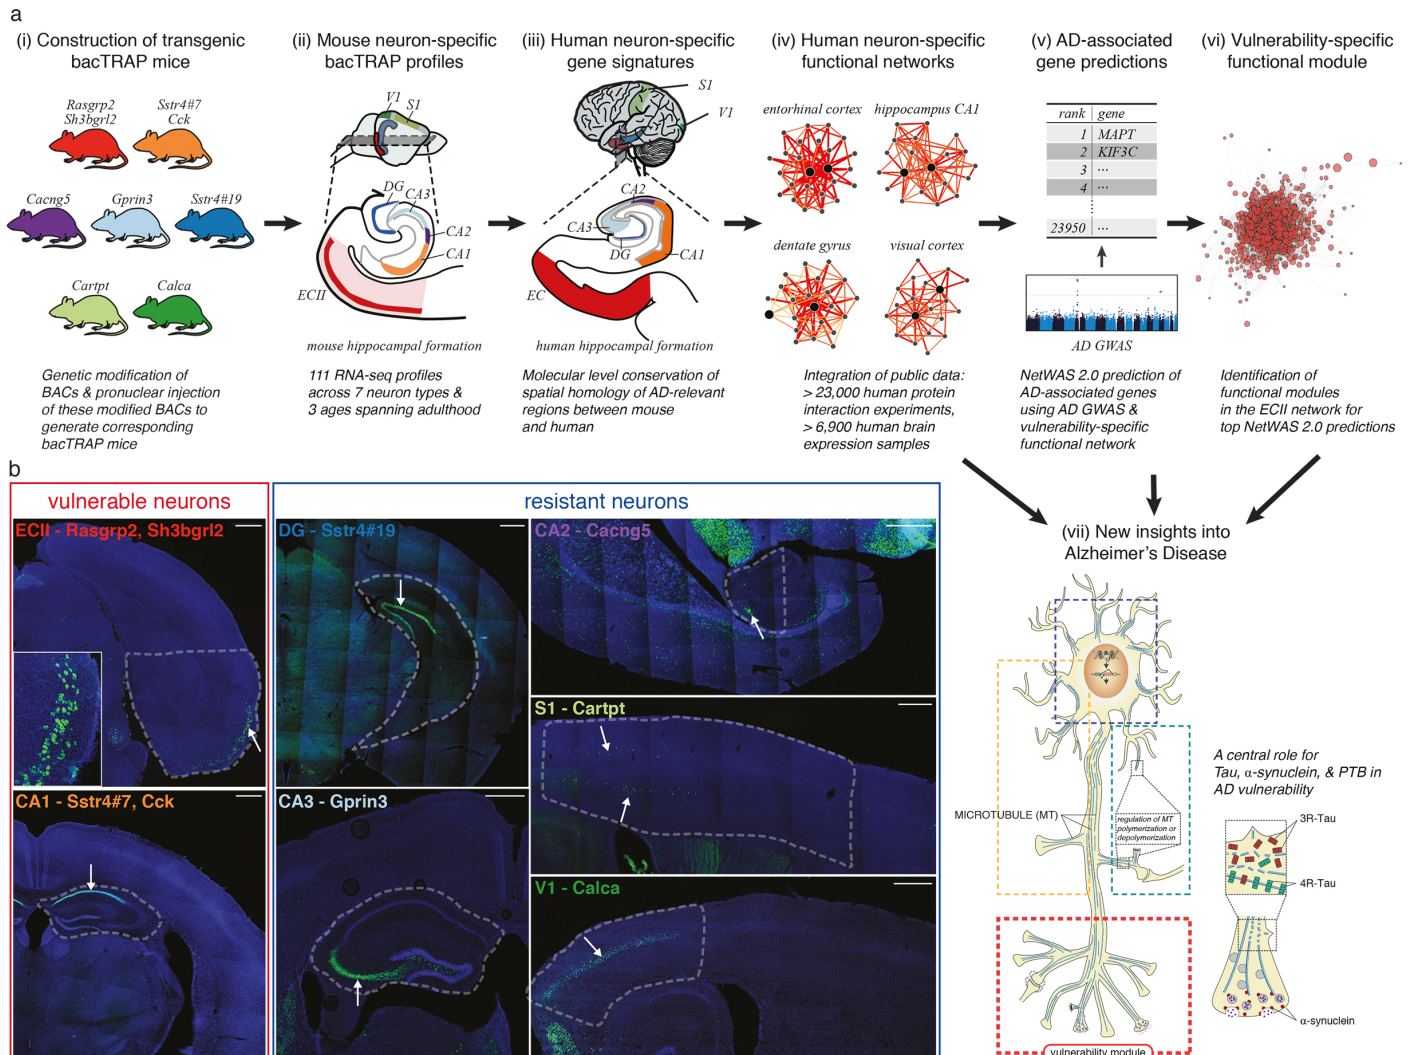 a
(i) Construction of transgenic
bacTRAP mice
Rasgrp2
Sh3bgrl2
Sstr4#7
Cck
Cacng5
Gprin3
Sstr4#19
Cartpt
Calca
Genetic modification of
BACs & pronuclear injection
of these modified BACs to
generate corresponding
bacTRAP mice
(ii) Mouse neuron-specific
bacTRAP profiles
V1
S1
DG
CA3
CA2
CA1
ECII
mouse hippocampal formation
111 RNA-seq profiles
across 7 neuron types &
3 ages spanning adulthood
(iii) Human neuron-specific
gene signatures
S1
V1
CA2
CA3
DG
CA1
EC
human hippocampal formation
Molecular level conservation of
spatial homology of AD-relevant
regions between mouse
and human
(iv) Human neuron-specific
functional networks
entorhinal cortex
hippocampus CA1
dentate gyrus
visual cortex
Integration of public data:
> 23,000 human protein
interaction experiments,
> 6,900 human brain
expression samples
(v) AD-associated
gene predictions
rank gene
1 MAPT
2 KIF3C
3 ...
4 ...
23950 ...
AD GWAS
NetWAS 2.0 prediction of
AD-associated genes
using AD GWAS &
vulnerability-specific
functional network
(vi) Vulnerability-specific
functional module
Identification of
functional modules
in the ECII network for
top NetWAS 2.0 predictions
b
vulnerable neurons
ECII - Rasgrp2, Sh3bgrl2
CA1 - Sstr4#7, Cck
resistant neurons
DG - Sstr4#19
CA3 - Gprin3
CA2 - Cacng5
S1 - Cartpt
V1 - Calca
(vii) New insights into
Alzheimer's Disease
MICROTUBULE (MT)
regulation of MT
polymerization or
depolymerization
vulnerability module
A central role for
Tau, α-synuclein, & PTB in
AD vulnerability
3R-Tau
4R-Tau
α-synuclein